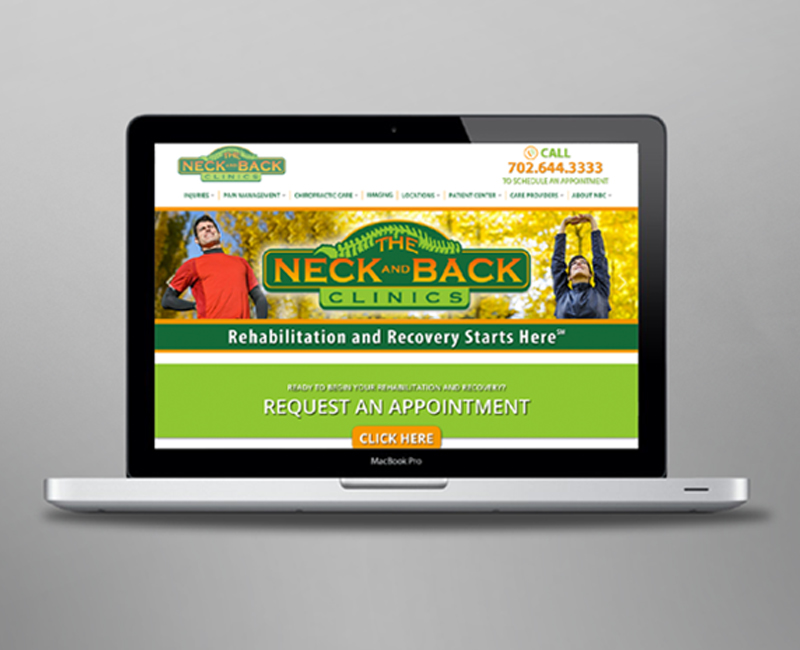 THE
NECK AND BACK
CLINICS
CALL
702.644.3333
TO SCHEDULE AN APPOINTMENT
INJURIES PAIN MANAGEMENT CHIROPRACTIC CARE IMAGING LOCATIONS PATIENT CENTER CARE PROVIDERS ABOUT NBC
THE
NECK AND BACK
CLINICS
Rehabilitation and Recovery Starts Here℠
READY TO BEGIN YOUR REHABILITATION AND RECOVERY?
REQUEST AN APPOINTMENT
CLICK HERE
MacBook Pro